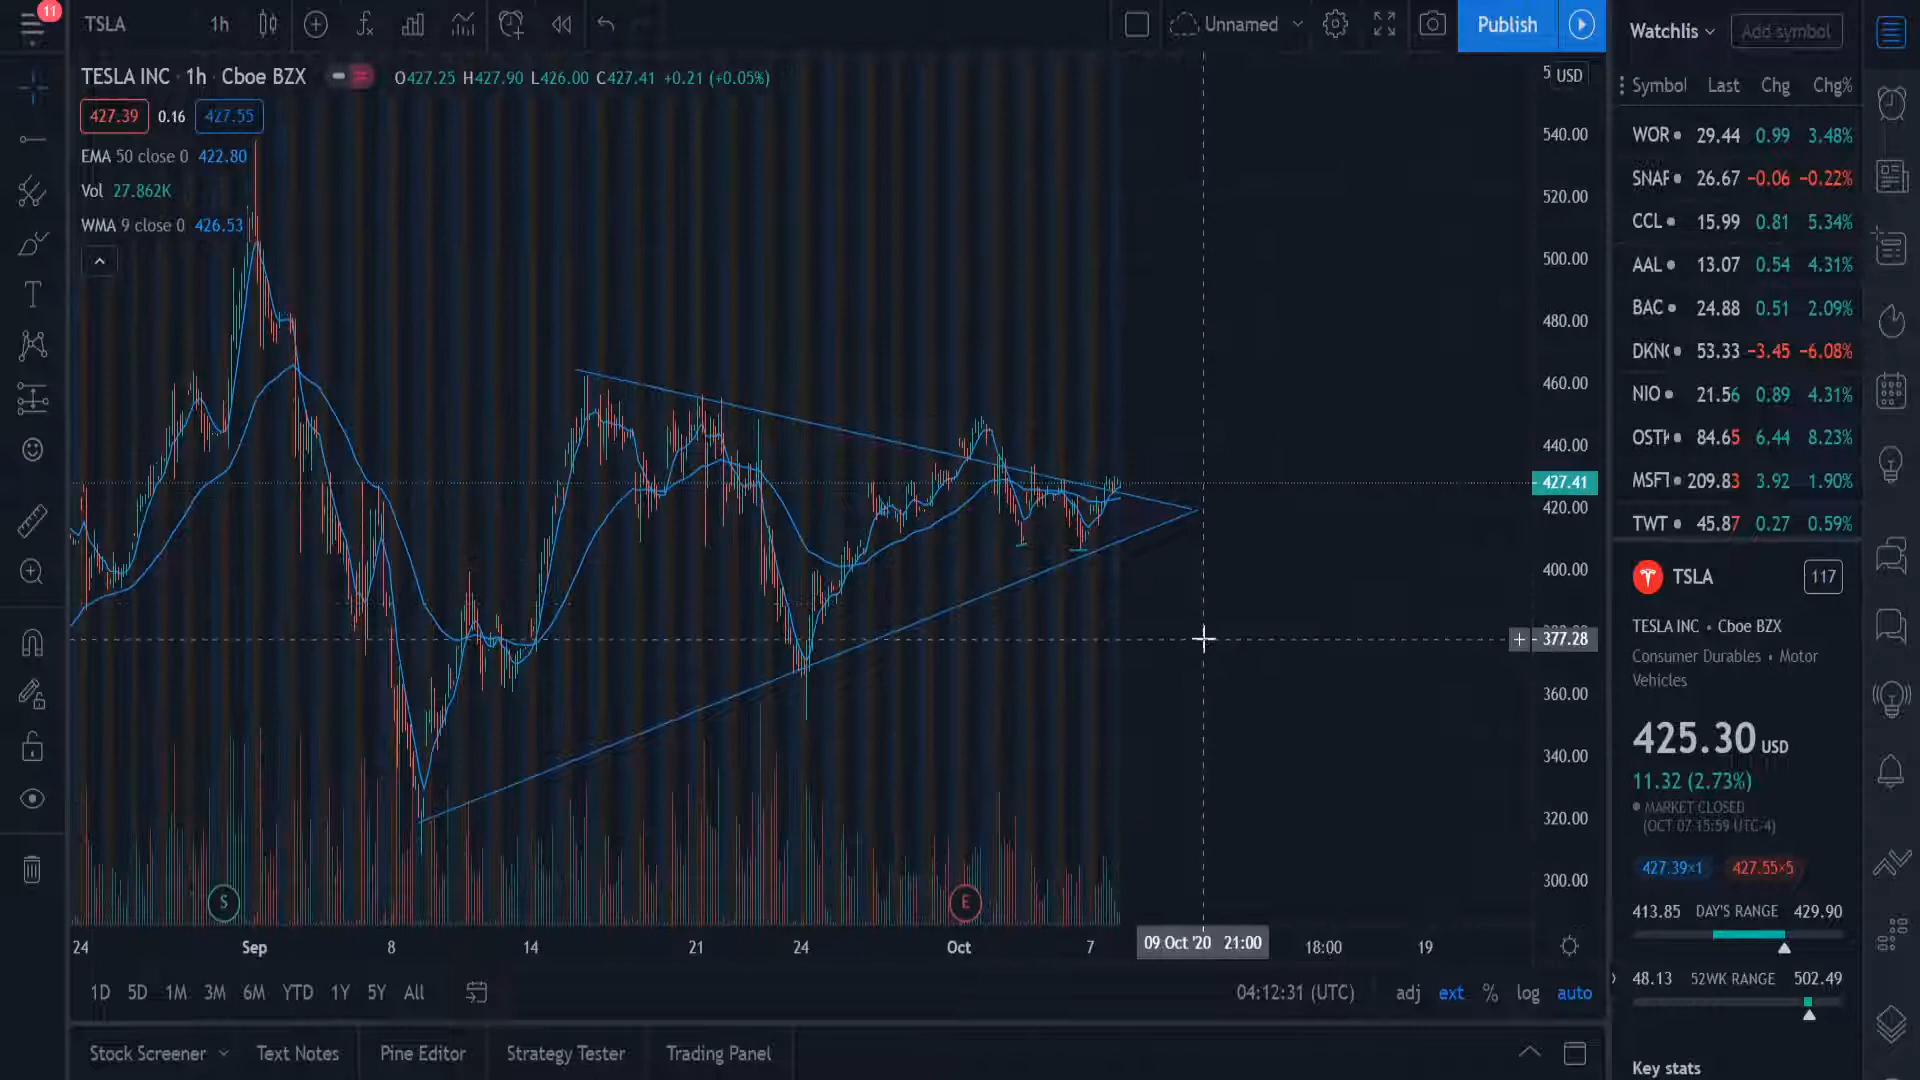 11
TSLA 1h Unnamed Publish
TESLA INC · 1h · Cboe BZX O427.25 H427.90 L426.00 C427.41 +0.21 (+0.05%)
427.39 0.16 427.55
EMA 50 close 0 422.80
Vol 27.862K
WMA 9 close 0 426.53
USD
540.00
520.00
500.00
480.00
460.00
440.00
427.41
420.00
400.00
377.28
360.00
340.00
320.00
300.00
S E
24 Sep 8 14 21 24 Oct 7 09 Oct '20 21:00 18:00 19
1D 5D 1M 3M 6M YTD 1Y 5Y All 04:12:31 (UTC) adj ext % log auto
Stock Screener Text Notes Pine Editor Strategy Tester Trading Panel
Watchlis Add symbol
Symbol Last Chg Chg%
WOR 29.44 0.99 3.48%
SNAP 26.67 −0.06 −0.22%
CCL 15.99 0.81 5.34%
AAL 13.07 0.54 4.31%
BAC 24.88 0.51 2.09%
DKN 53.33 −3.45 −6.08%
NIO 21.56 0.89 4.31%
OST 84.65 6.44 8.23%
MSFT 209.83 3.92 1.90%
TWT 45.87 0.27 0.59%
TSLA 117
TESLA INC • Cboe BZX
Consumer Durables • Motor
Vehicles
425.30 USD
11.32 (2.73%)
MARKET CLOSED
(OCT 07 15:59 UTC-4)
427.39×1 427.55×5
413.85 DAY'S RANGE 429.90
48.13 52WK RANGE 502.49
Key stats